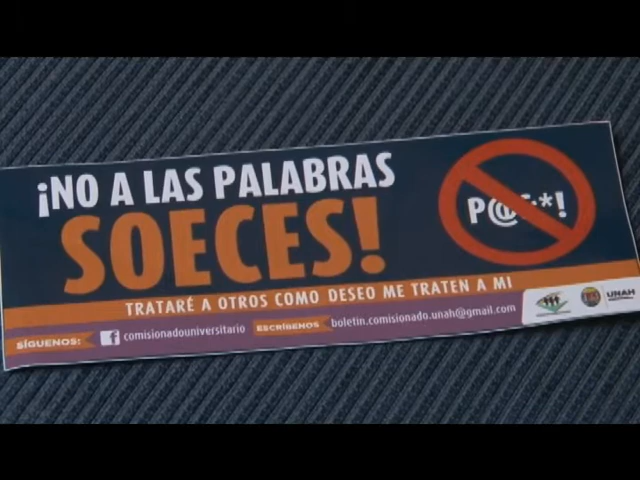 ¡NO A LAS PALABRAS
SOECES!
P@*:*!
TRATARÉ A OTROS COMO DESEO ME TRATEN A MI
SÍGUENOS: f comisionadouniversitario ESCRÍBENOS boletin.comisionado.unah@gmail.com
UNAH